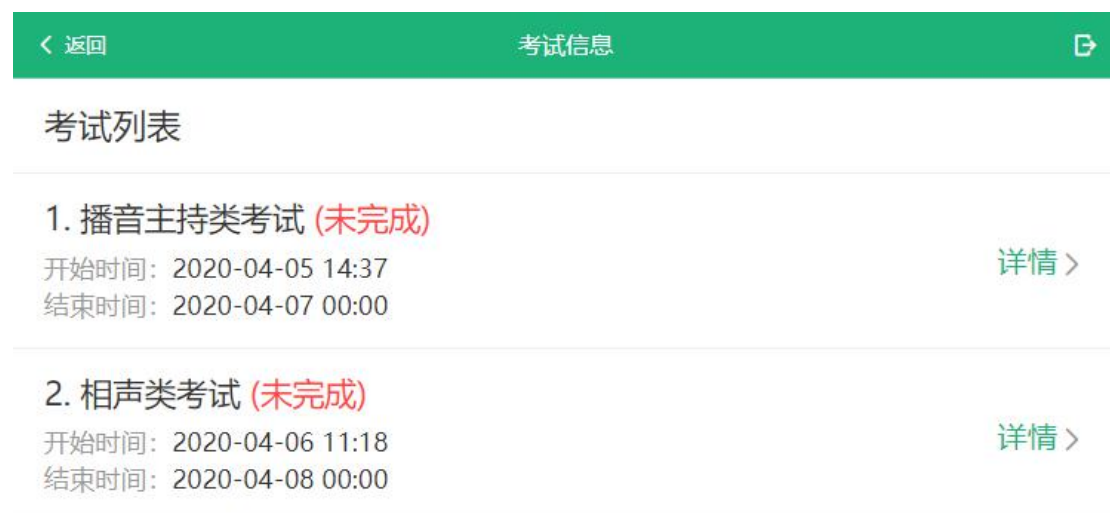 返回 考试信息
考试列表
1. 播音主持类考试 (未完成)
开始时间：2020-04-05 14:37
结束时间：2020-04-07 00:00
详情
2. 相声类考试 (未完成)
开始时间：2020-04-06 11:18
结束时间：2020-04-08 00:00
详情